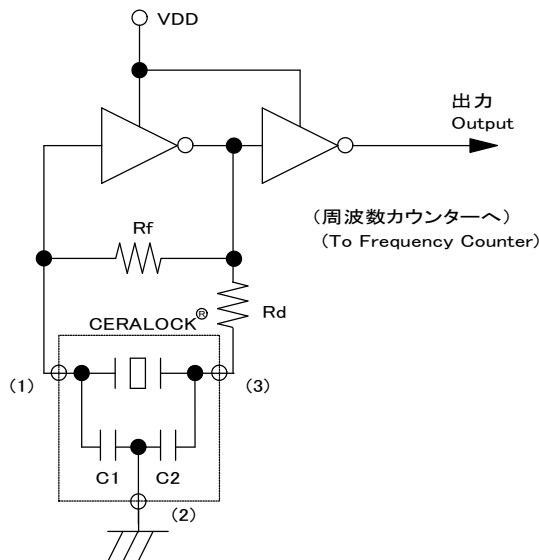 VDD
出力
Output
(周波数カウンターへ)
(To Frequency Counter)
Rf
Rd
CERALOCK®
(1)
(3)
C1
C2
(2)